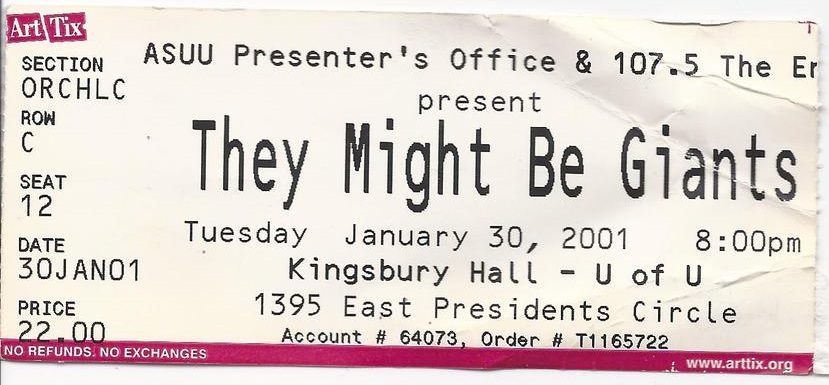 Art Tix
SECTION
ORCHLC
ROW
C
SEAT
12
DATE
30JAN01
PRICE
22.00
ASUU Presenter's Office & 107.5 The
present
They Might Be Giants
Tuesday January 30, 2001 8:00pm
Kingsbury Hall - U of U
1395 East Presidents Circle
Account # 64073, Order # T1165722
NO REFUNDS. NO EXCHANGES
www.arttix.org